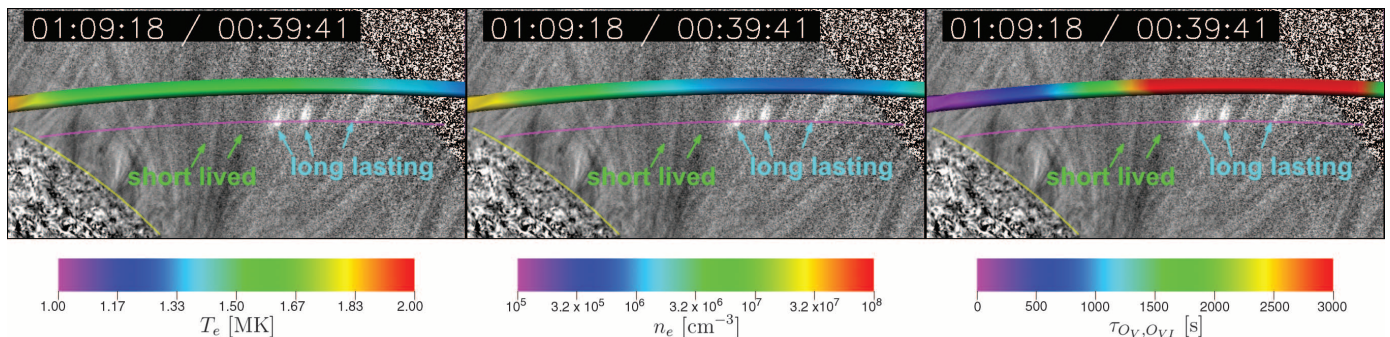 01:09:18 / 00:39:41
short lived
long lasting
01:09:18 / 00:39:41
short lived
long lasting
01:09:18 / 00:39:41
short lived
long lasting
1.00 1.17 1.33 1.50 1.67 1.83 2.00
T_e [MK]
10^5 3.2 x 10^5 10^6 3.2 x 10^6 10^7 3.2x10^7 10^8
n_e [cm^−3]
0 500 1000 1500 2000 2500 3000
τ_{O_V,O_{VI}} [s]